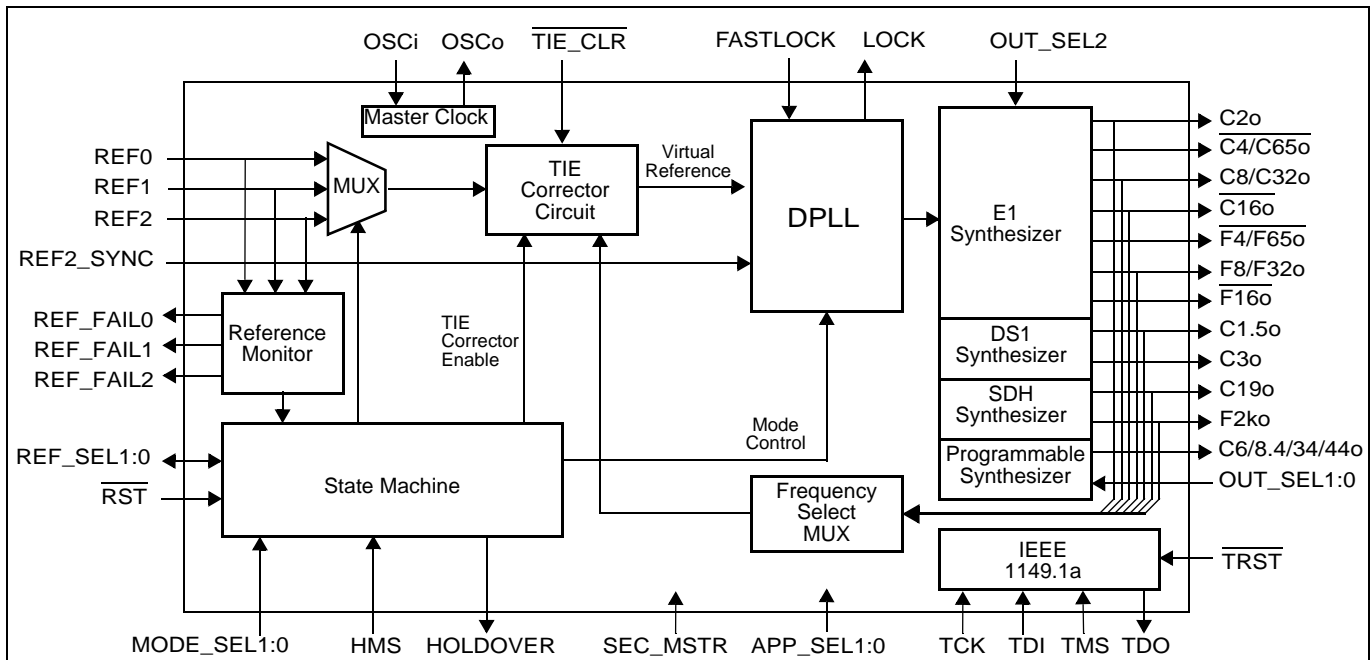 OSCi OSCo TIE_CLR FASTLOCK LOCK OUT_SEL2
Master Clock
REF0
REF1
REF2
REF2_SYNC
MUX
TIE
Corrector
Circuit
Virtual
Reference
DPLL
E1
Synthesizer
DS1
Synthesizer
SDH
Synthesizer
Programmable
Synthesizer
C2o
C4/C65o
C8/C32o
C16o
F4/F65o
F8/F32o
F16o
C1.5o
C3o
C19o
F2ko
C6/8.4/34/44o
OUT_SEL1:0
REF_FAIL0
REF_FAIL1
REF_FAIL2
Reference
Monitor
TIE
Corrector
Enable
Mode
Control
REF_SEL1:0
RST
State Machine
Frequency
Select
MUX
IEEE
1149.1a
TRST
MODE_SEL1:0 HMS HOLDOVER SEC_MSTR APP_SEL1:0 TCK TDI TMS TDO